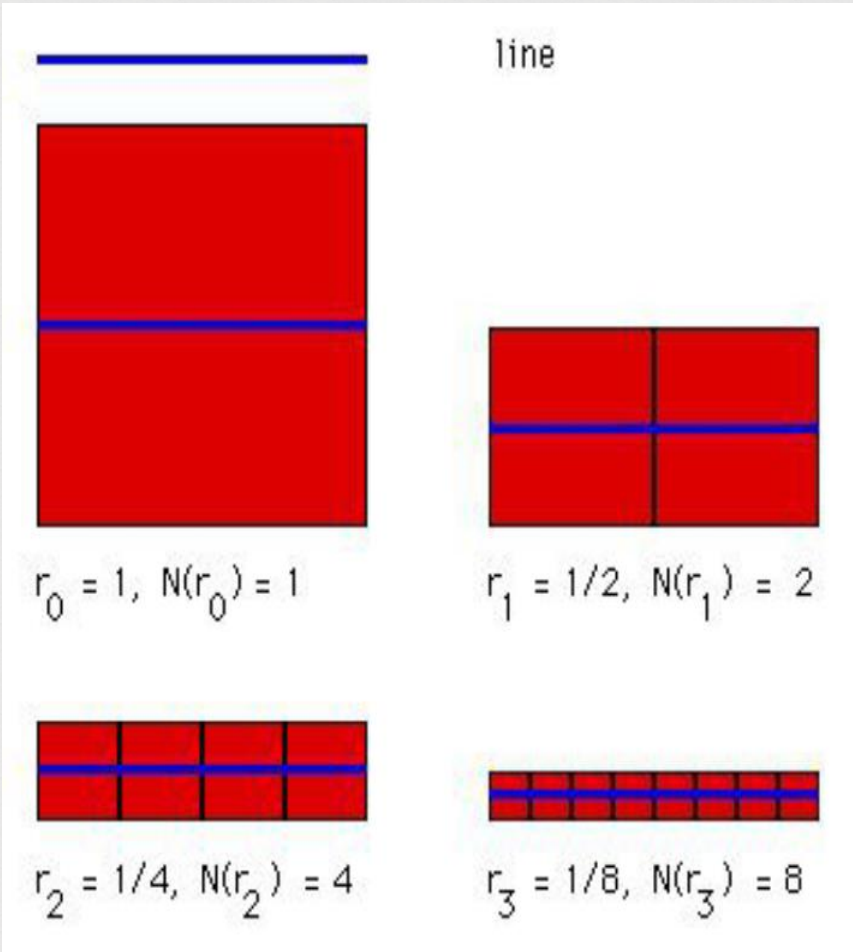 line
r₀ = 1, N(r₀) = 1
r₁ = 1/2, N(r₁) = 2
r₂ = 1/4, N(r₂) = 4
r₃ = 1/8, N(r₃) = 8